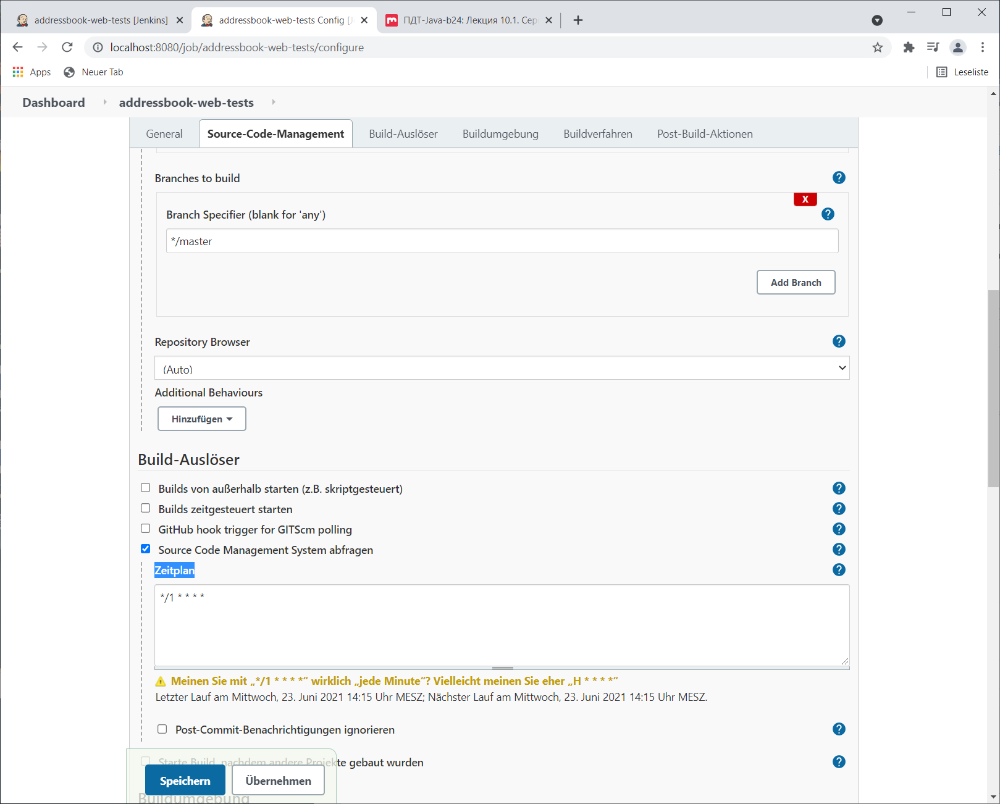 addressbook-web-tests [Jenkins]
addressbook-web-tests Config [J
ПДТ-Java-b24: Лекция 10.1. Сер
localhost:8080/job/addressbook-web-tests/configure
Apps
Neuer Tab
Leseliste
Dashboard
addressbook-web-tests
General
Source-Code-Management
Build-Auslöser
Buildumgebung
Buildverfahren
Post-Build-Aktionen
Branches to build
?
X
Branch Specifier (blank for 'any')
?
*/master
Add Branch
Repository Browser
?
(Auto)
Additional Behaviours
Hinzufügen
Build-Auslöser
Builds von außerhalb starten (z.B. skriptgesteuert)
?
Builds zeitgesteuert starten
?
GitHub hook trigger for GITScm polling
?
Source Code Management System abfragen
?
Zeitplan
?
*/1 * * * *
Meinen Sie mit „*/1 * * * *“ wirklich „jede Minute“? Vielleicht meinen Sie eher „H * * * *“
Letzter Lauf am Mittwoch, 23. Juni 2021 14:15 Uhr MESZ; Nächster Lauf am Mittwoch, 23. Juni 2021 14:15 Uhr MESZ.
Post-Commit-Benachrichtigungen ignorieren
?
Starte Build, nachdem andere Projekte gebaut wurden
?
Speichern
Übernehmen
Buildumgebung